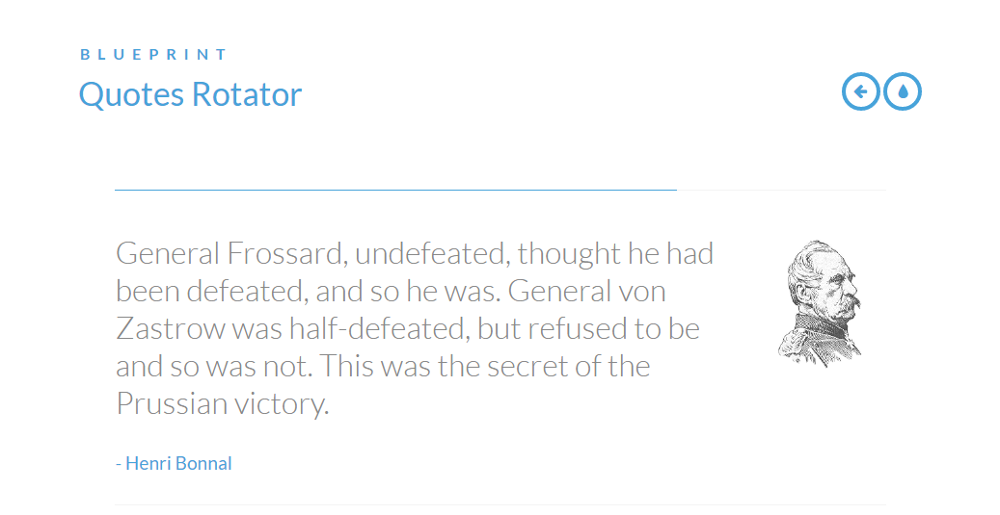 BLUEPRINT
Quotes Rotator
General Frossard, undefeated, thought he had
been defeated, and so he was. General von
Zastrow was half-defeated, but refused to be
and so was not. This was the secret of the
Prussian victory.
- Henri Bonnal